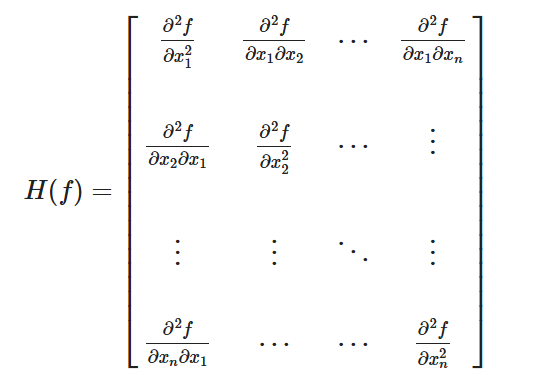 ∂²f/∂x₁² ∂²f/∂x₁∂x₂ ⋯ ∂²f/∂x₁∂xₙ
∂²f/∂x₂∂x₁ ∂²f/∂x₂² ⋯ ⋮
H(f) =
⋮ ⋮ ⋱ ⋮
∂²f/∂xₙ∂x₁ ⋯ ⋯ ∂²f/∂xₙ²